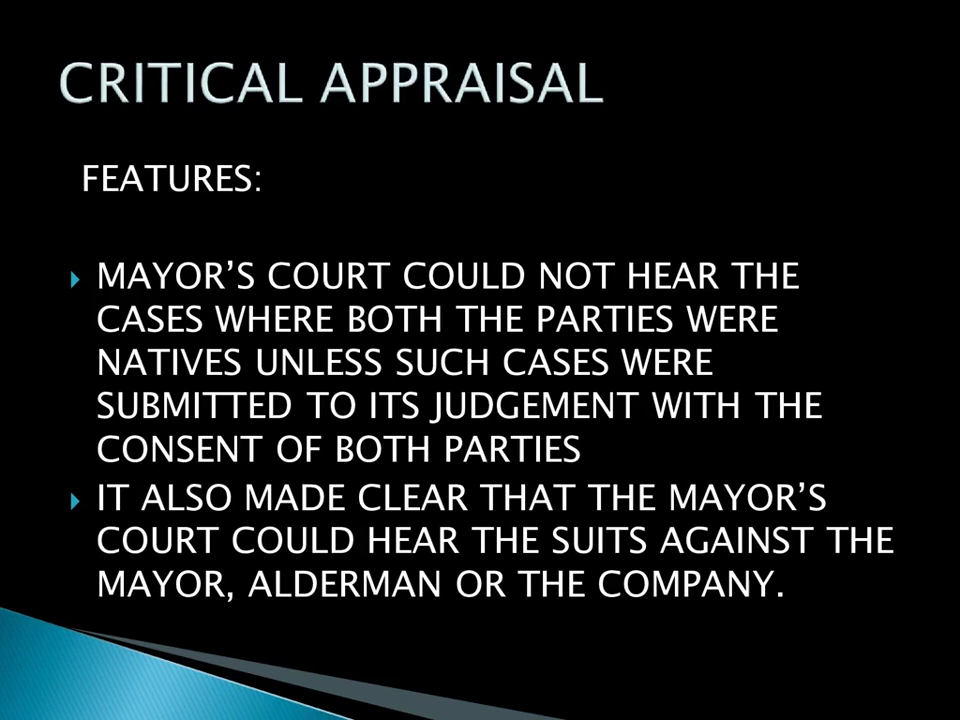 CRITICAL APPRAISAL
FEATURES:
MAYOR’S COURT COULD NOT HEAR THE
CASES WHERE BOTH THE PARTIES WERE
NATIVES UNLESS SUCH CASES WERE
SUBMITTED TO ITS JUDGEMENT WITH THE
CONSENT OF BOTH PARTIES
IT ALSO MADE CLEAR THAT THE MAYOR’S
COURT COULD HEAR THE SUITS AGAINST THE
MAYOR, ALDERMAN OR THE COMPANY.